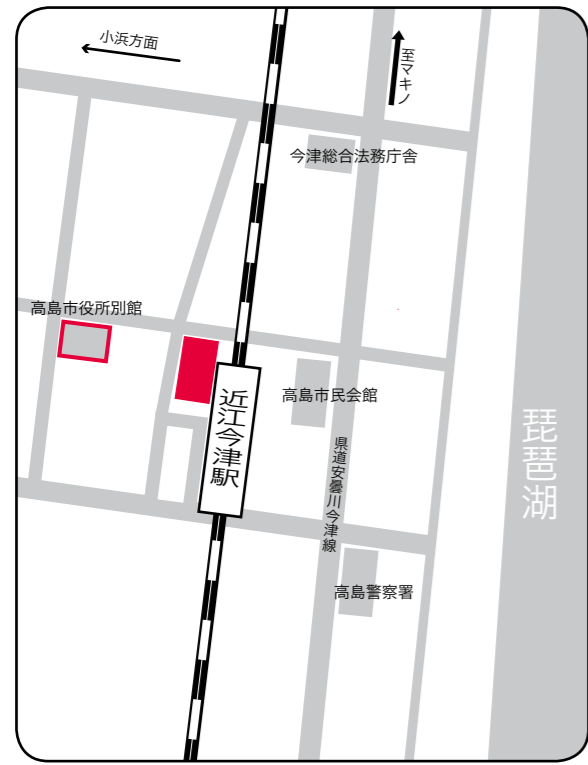 小浜方面
至マキノ
今津総合法務庁舎
高島市役所別館
近江今津駅
高島市民会館
県道安曇川今津線
琵琶湖
高島警察署